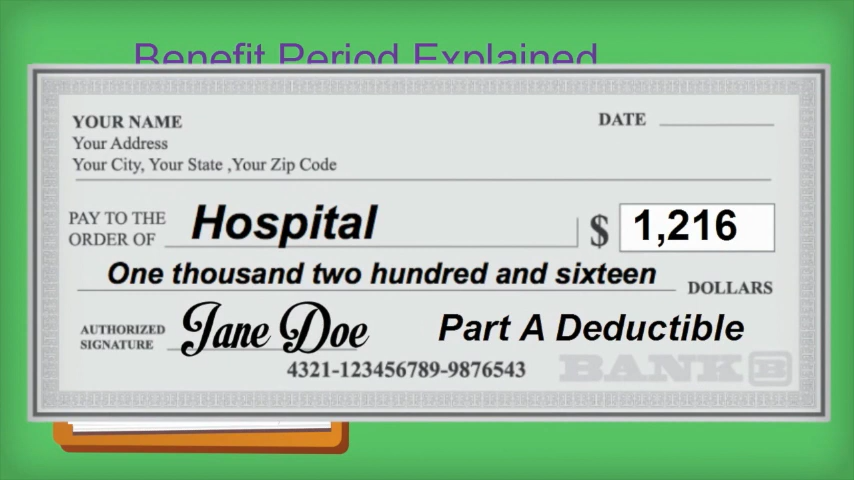 Benefit Period Explained
YOUR NAME
DATE
Your Address
Your City, Your State ,Your Zip Code
PAY TO THE
ORDER OF
Hospital
$ 1,216
One thousand two hundred and sixteen
DOLLARS
AUTHORIZED
SIGNATURE
Jane Doe
Part A Deductible
4321-123456789-9876543
BANK B